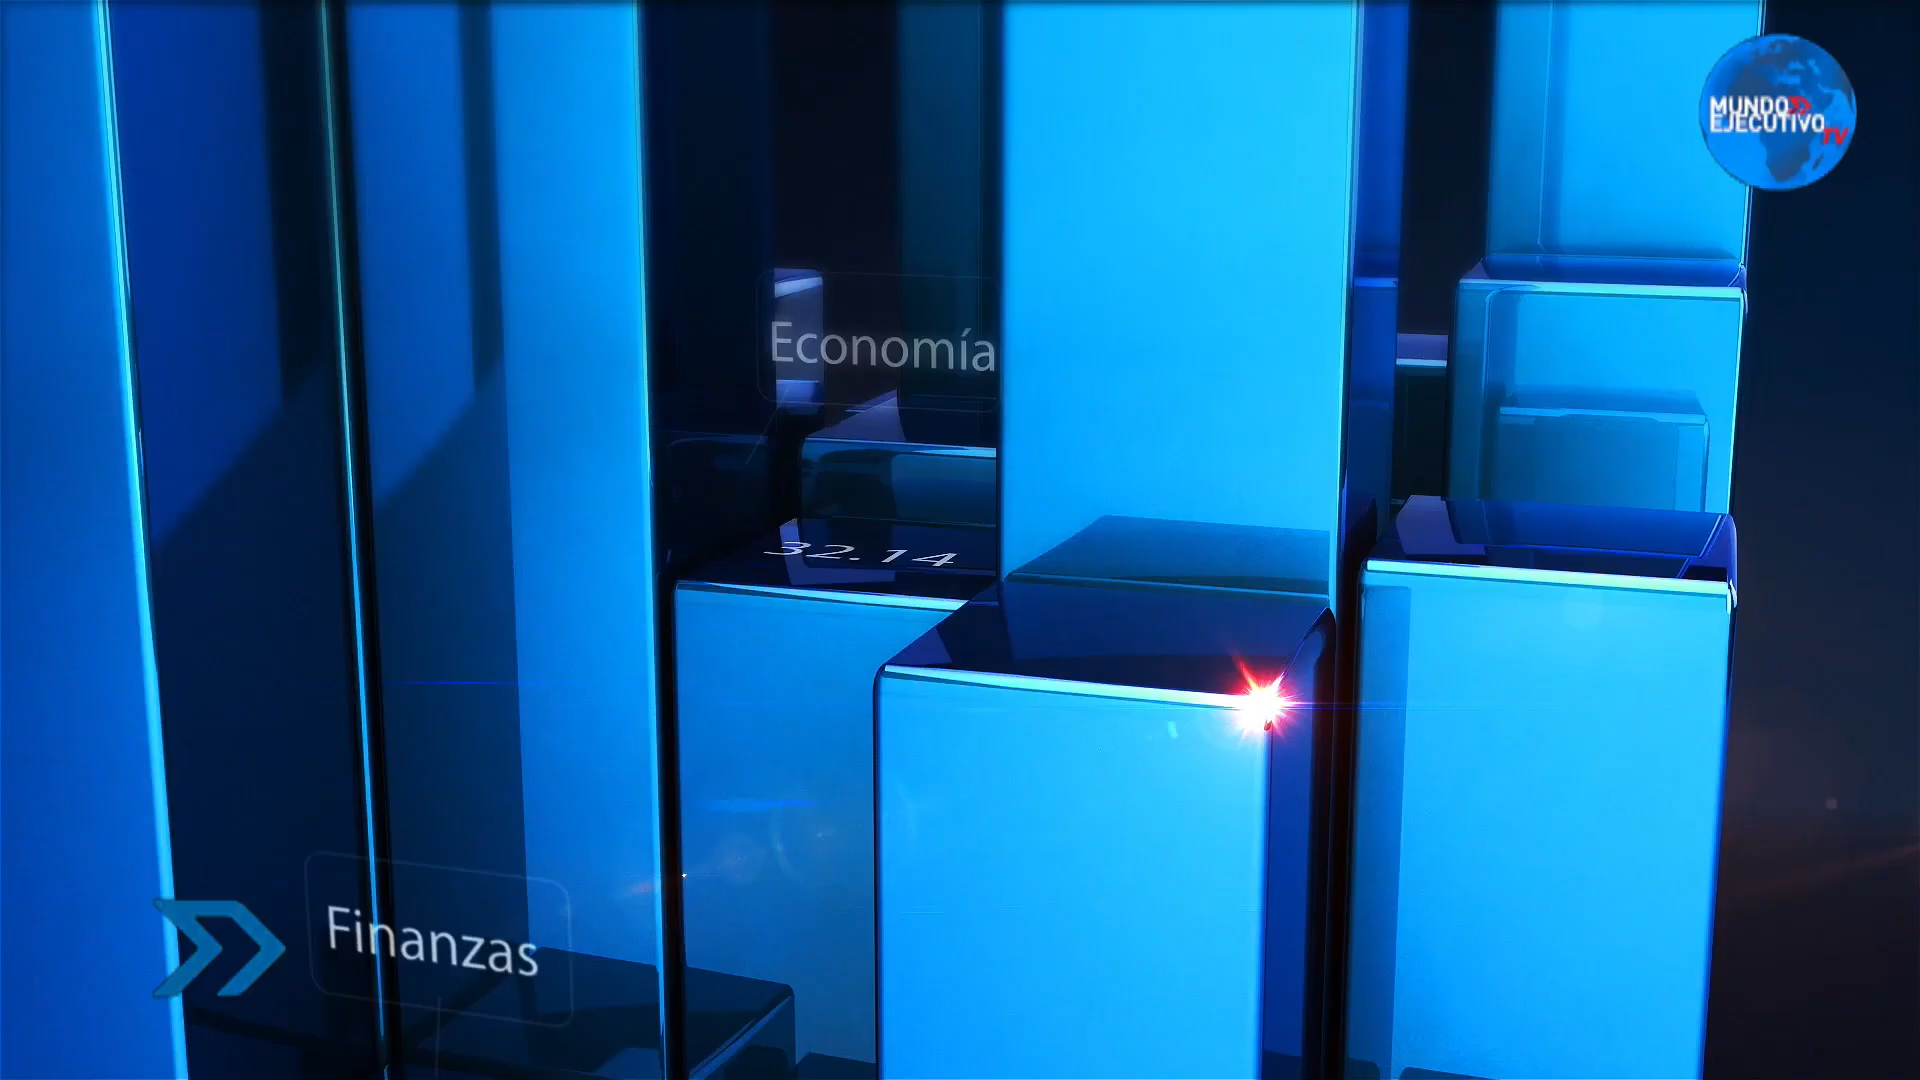 MUNDO
EJECUTIVO
TV
Economía
32.14
Finanzas